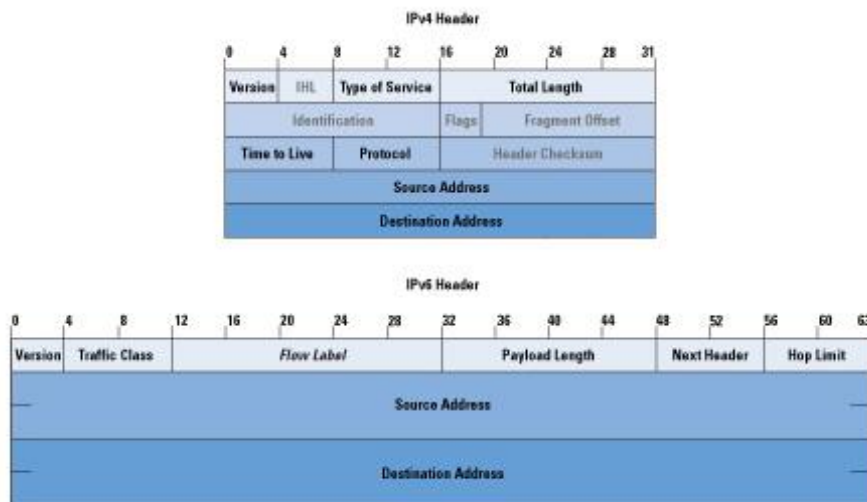 IPv4 Header
0 4 8 12 16 20 24 28 31
Version IHL Type of Service Total Length
Identification Flags Fragment Offset
Time to Live Protocol Header Checksum
Source Address
Destination Address
IPv6 Header
0 4 8 12 16 20 24 28 32 36 40 44 48 52 56 60 63
Version Traffic Class Flow Label Payload Length Next Header Hop Limit
Source Address
Destination Address